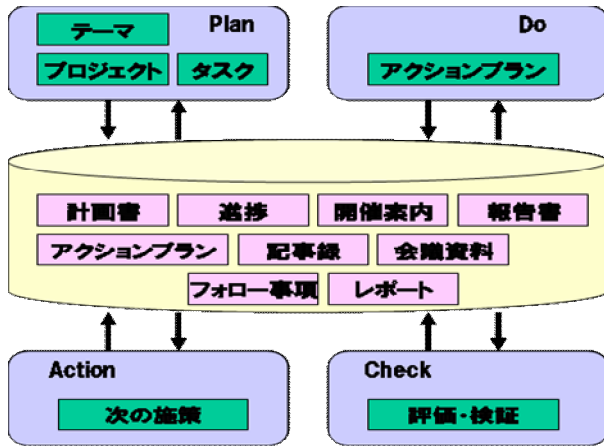 Plan
テーマ
プロジェクト タスク
Do
アクションプラン
計画書 進捗 開催案内 報告書
アクションプラン 記事録 会議資料
フォロー事項 レポート
Action
次の施策
Check
評価・検証